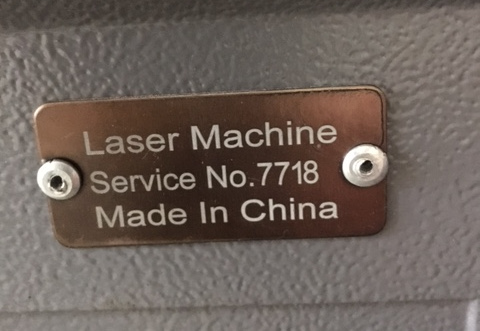 Laser Machine
Service No.7718
Made In China